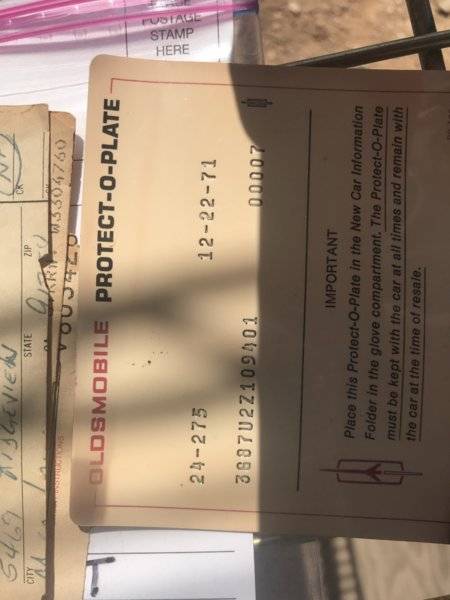 POSTAGE
STAMP
HERE
OLDSMOBILE PROTECT-O-PLATE
24-275 12-22-71
3G87U2Z109401 00007
IMPORTANT
Place this Protect-O-Plate in the New Car Information
Folder in the glove compartment. The Protect-O-Plate
must be kept with the car at all times and remain with
the car at the time of resale.
CITY STATE ZIP